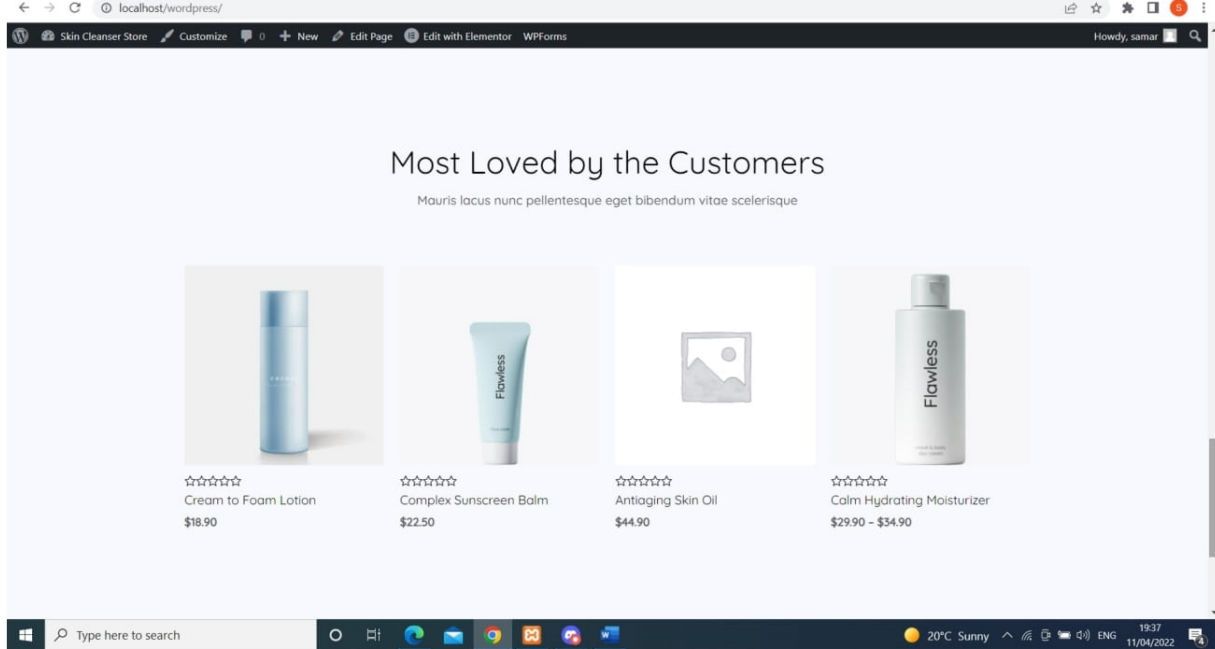 localhost/wordpress/
S
Skin Cleanser Store Customize 0 New Edit Page Edit with Elementor WPForms Howdy, samar
Most Loved by the Customers
Mauris lacus nunc pellentesque eget bibendum vitae scelerisque
Flawless
Flawless
Cream to Foam Lotion
Complex Sunscreen Balm
Antiaging Skin Oil
Calm Hydrating Moisturizer
$18.90
$22.50
$44.90
$29.90 – $34.90
Type here to search
20°C Sunny
ENG
19:37
11/04/2022
4